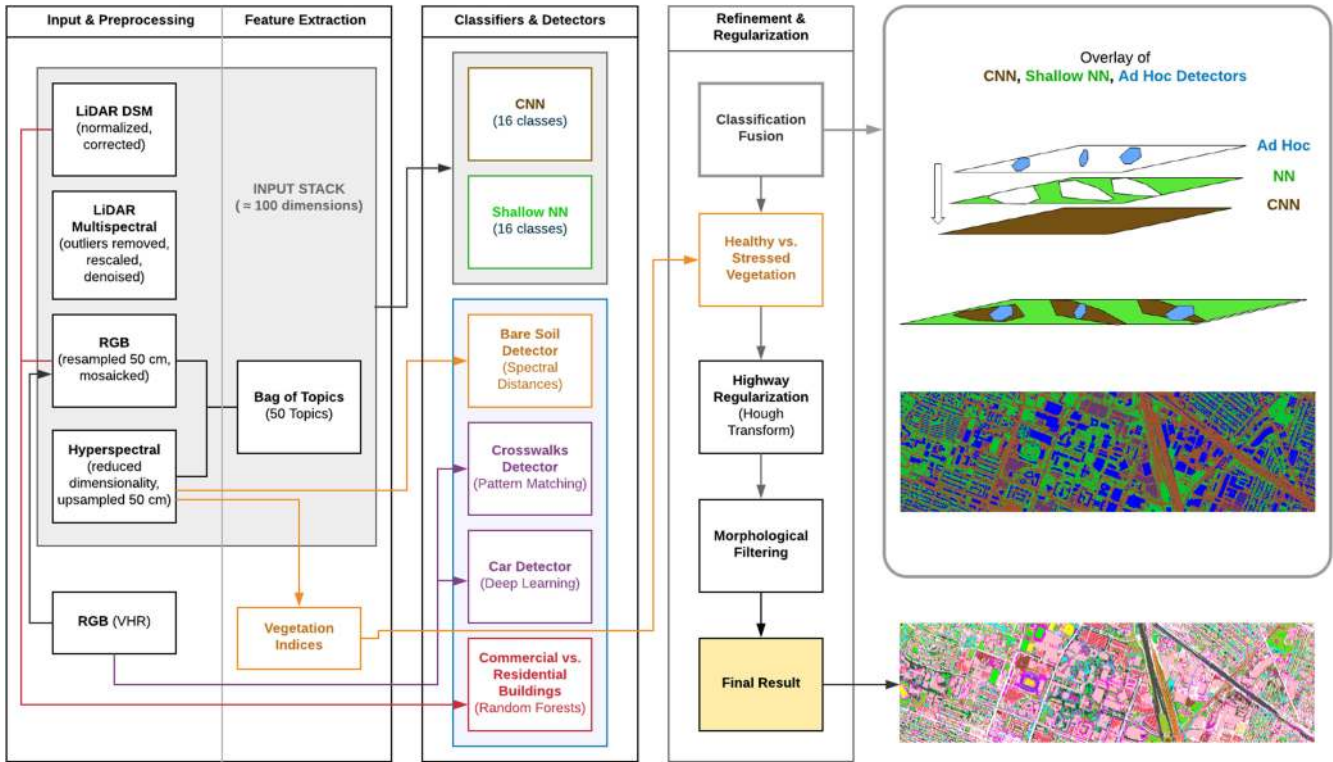 Input & Preprocessing
Feature Extraction
LiDAR DSM
(normalized,
corrected)
LiDAR
Multispectral
(outliers removed,
rescaled,
denoised)
RGB
(resampled 50 cm,
mosaicked)
Hyperspectral
(reduced
dimensionality,
upsampled 50 cm)
RGB (VHR)
INPUT STACK
( ≈ 100 dimensions)
Bag of Topics
(50 Topics)
Vegetation
Indices
Classifiers & Detectors
CNN
(16 classes)
Shallow NN
(16 classes)
Bare Soil
Detector
(Spectral
Distances)
Crosswalks
Detector
(Pattern Matching)
Car Detector
(Deep Learning)
Commercial vs.
Residential
Buildings
(Random Forests)
Refinement &
Regularization
Classification
Fusion
Healthy vs.
Stressed
Vegetation
Highway
Regularization
(Hough
Transform)
Morphological
Filtering
Final Result
Overlay of
CNN, Shallow NN, Ad Hoc Detectors
Ad Hoc
NN
CNN